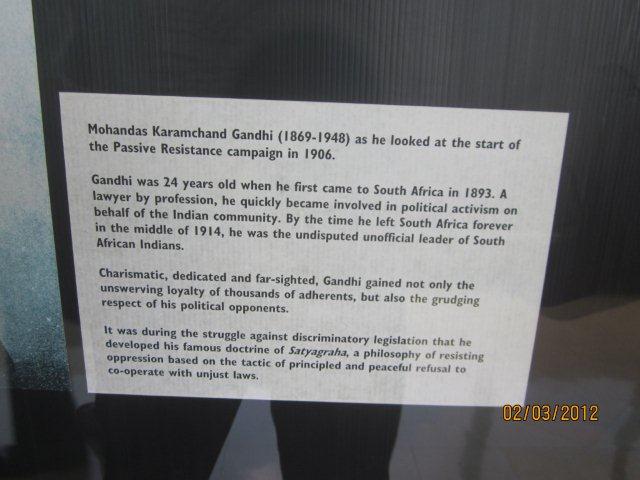 Mohandas Karamchand Gandhi (1869-1948) as he looked at the start of
the Passive Resistance campaign in 1906.
Gandhi was 24 years old when he first came to South Africa in 1893. A
lawyer by profession, he quickly became involved in political activism on
behalf of the Indian community. By the time he left South Africa forever
in the middle of 1914, he was the undisputed unofficial leader of South
African Indians.
Charismatic, dedicated and far-sighted, Gandhi gained not only the
unswerving loyalty of thousands of adherents, but also the grudging
respect of his political opponents.
It was during the struggle against discriminatory legislation that he
developed his famous doctrine of Satyagraha, a philosophy of resisting
oppression based on the tactic of principled and peaceful refusal to
co-operate with unjust laws.
02/03/2012